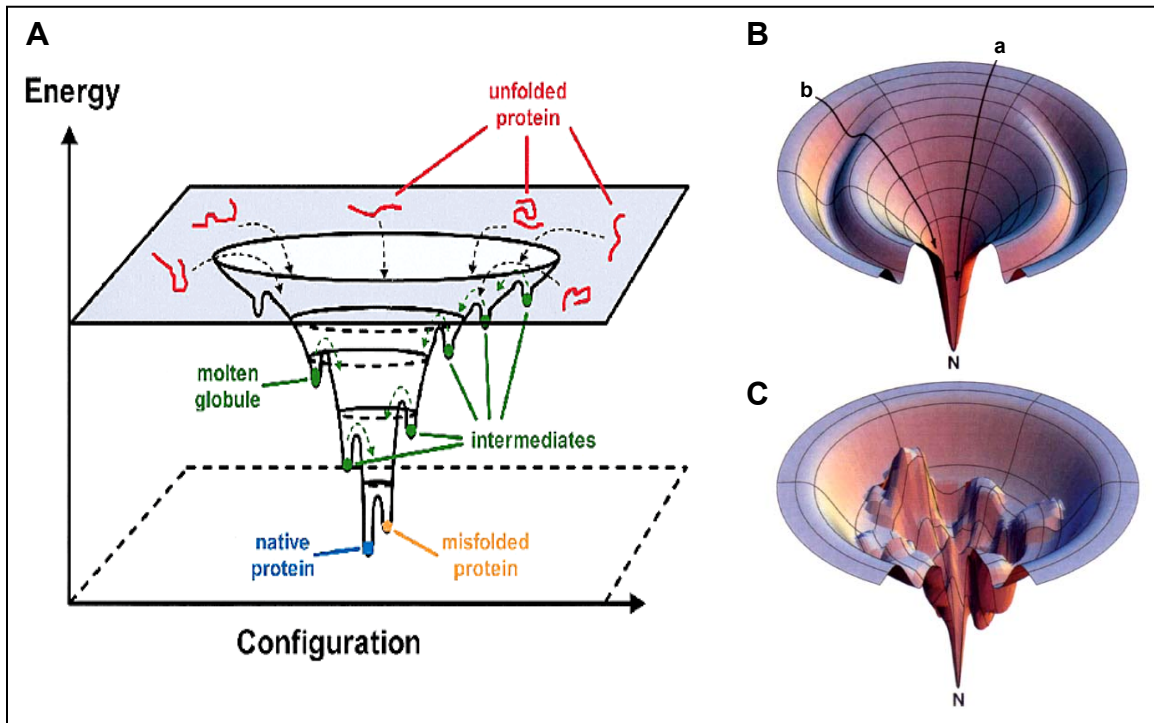 A
Energy
unfolded
protein
molten
globule
intermediates
native
protein
misfolded
protein
Configuration
B
a
b
N
C
N